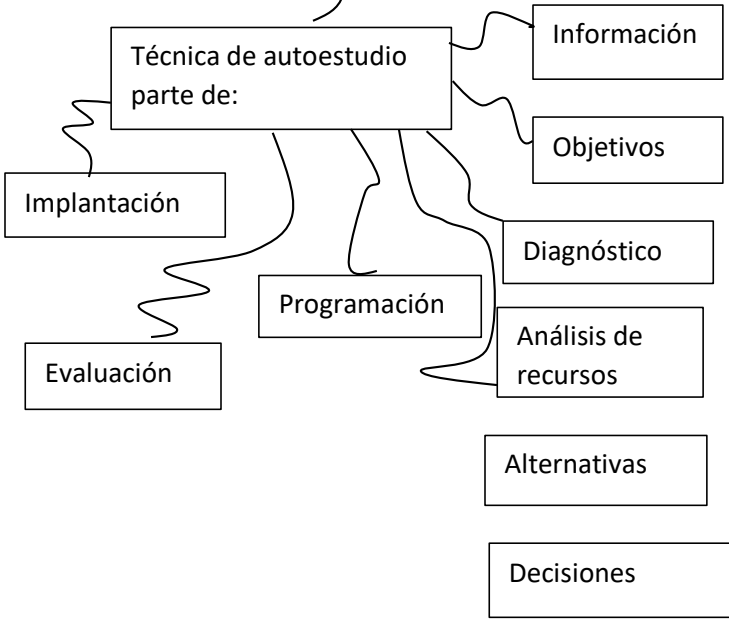 Técnica de autoestudio
parte de:
Información
Objetivos
Implantación
Diagnóstico
Programación
Análisis de
recursos
Evaluación
Alternativas
Decisiones